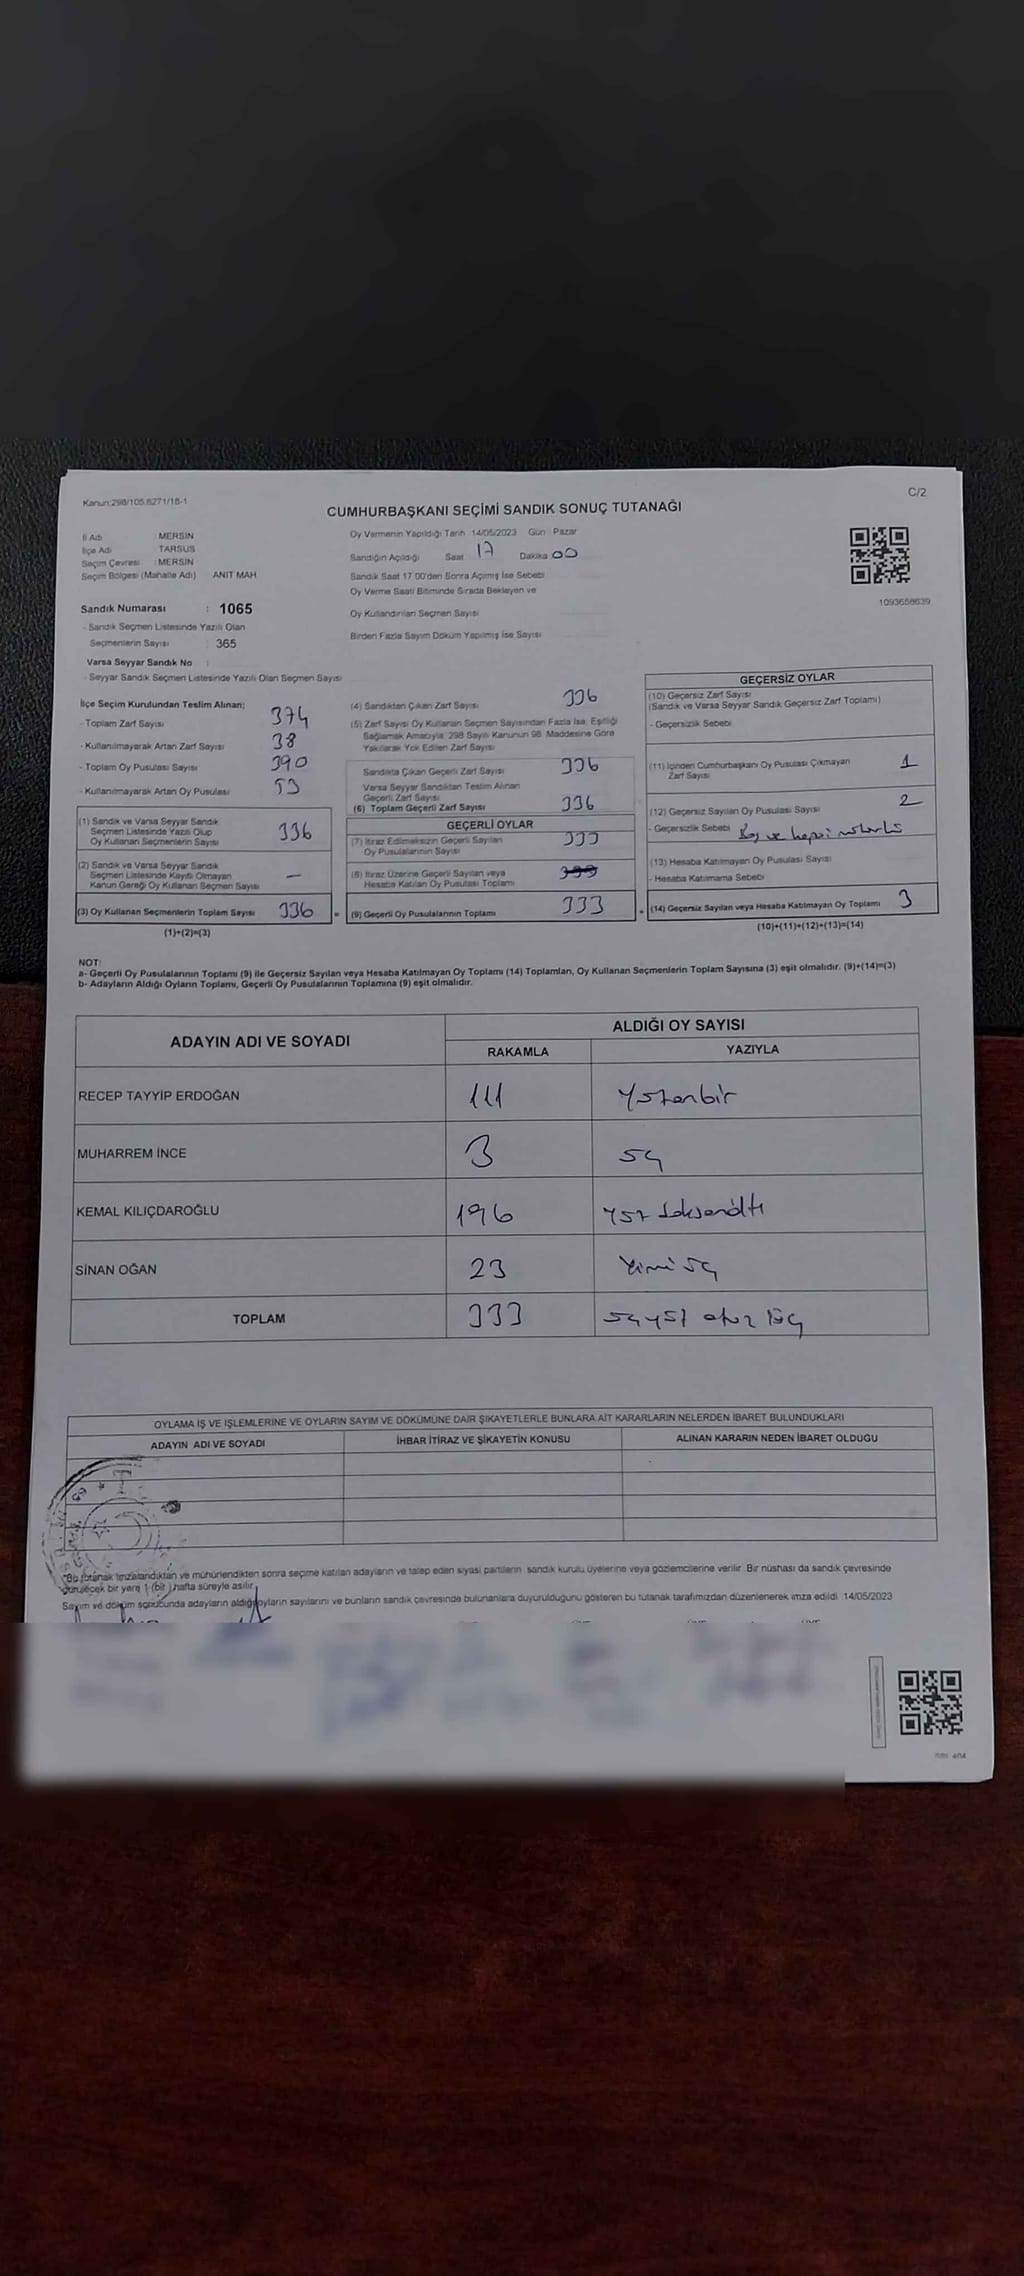 Kanun:298/105,6271/18-1
C/2
CUMHURBAŞKANI SEÇİMİ SANDIK SONUÇ TUTANAĞI
İl Adı MERSİN
İlçe Adı TARSUS
Seçim Çevresi : MERSİN
Seçim Bölgesi (Mahalle Adı) ANIT MAH
Oy Vermenin Yapıldığı Tarih 14/05/2023 Gün : Pazar
Sandığın Açıldığı Saat 17 Dakika 00
Sandık Saat 17.00'den Sonra Açımış İse Sebebi
Oy Verme Saati Bitiminde Sırada Bekleyen ve
Oy Kullandırılan Seçmen Sayısı
Birden Fazla Sayım Döküm Yapılmış İse Sayısı
1093658639
Sandık Numarası : 1065
- Sandık Seçmen Listesinde Yazılı Olan
Seçmenlerin Sayısı : 365
Varsa Seyyar Sandık No :
- Seyyar Sandık Seçmen Listesinde Yazılı Olan Seçmen Sayısı
İlçe Seçim Kurulundan Teslim Alınan;
- Toplam Zarf Sayısı 374
- Kullanılmayarak Artan Zarf Sayısı 38
- Toplam Oy Pusulası Sayısı 390
- Kullanılmayarak Artan Oy Pusulası 53
(1) Sandık ve Varsa Seyyar Sandık
Seçmen Listesinde Yazılı Olup
Oy Kullanan Seçmenlerin Sayısı 336
(2) Sandık ve Varsa Seyyar Sandık
Seçmen Listesinde Kayıtlı Olmayan
Kanun Gereği Oy Kullanan Seçmen Sayısı —
(3) Oy Kullanan Seçmenlerin Toplam Sayısı 336 =
(1)+(2)=(3)
(4) Sandıktan Çıkan Zarf Sayısı 336
(5) Zarf Sayısı Oy Kullanan Seçmen Sayısından Fazla İse, Eşitliği
Sağlamak Amacıyla; 298 Sayılı Kanunun 98. Maddesine Göre
Yakılarak Yok Edilen Zarf Sayısı
Sandıkta Çıkan Geçerli Zarf Sayısı 336
Varsa Seyyar Sandıktan Teslim Alınan
Geçerli Zarf Sayısı
(6) Toplam Geçerli Zarf Sayısı 336
GEÇERLİ OYLAR
(7) İtiraz Edilmeksizin Geçerli Sayılan
Oy Pusulalarının Sayısı 333
(8) İtiraz Üzerine Geçerli Sayılan veya
Hesaba Katılan Oy Pusulası Toplamı
(9) Geçerli Oy Pusulalarının Toplamı 333 +
GEÇERSİZ OYLAR
(10) Geçersiz Zarf Sayısı
(Sandık ve Varsa Seyyar Sandık Geçersiz Zarf Toplamı)
- Geçersizlik Sebebi
(11) İçinden Cumhurbaşkanı Oy Pusulası Çıkmayan
Zarf Sayısı 1
(12) Geçersiz Sayılan Oy Pusulası Sayısı 2
- Geçersizlik Sebebi Boş ve hepsi mühürlü
(13) Hesaba Katılmayan Oy Pusulası Sayısı
- Hesaba Katılmama Sebebi
(14) Geçersiz Sayılan veya Hesaba Katılmayan Oy Toplamı 3
(10)+(11)+(12)+(13)=(14)
NOT:
a- Geçerli Oy Pusulalarının Toplamı (9) ile Geçersiz Sayılan veya Hesaba Katılmayan Oy Toplamı (14) Toplamları, Oy Kullanan Seçmenlerin Toplam Sayısına (3) eşit olmalıdır. (9)+(14)=(3)
b- Adayların Aldığı Oyların Toplamı, Geçerli Oy Pusulalarının Toplamına (9) eşit olmalıdır.
ADAYIN ADI VE SOYADI
ALDIĞI OY SAYISI
RAKAMLA YAZIYLA
RECEP TAYYİP ERDOĞAN 111 Yüzonbir
MUHARREM İNCE 3 üç
KEMAL KILIÇDAROĞLU 196
SİNAN OĞAN 23 Yirmi üç
TOPLAM 333 üçyüz otuz üç
OYLAMA İŞ VE İŞLEMLERİNE VE OYLARIN SAYIM VE DÖKÜMÜNE DAİR ŞİKAYETLERLE BUNLARA AİT KARARLARIN NELERDEN İBARET BULUNDUKLARI
ADAYIN ADI VE SOYADI İHBAR İTİRAZ VE ŞİKAYETİN KONUSU ALINAN KARARIN NEDEN İBARET OLDUĞU
Bu tutanak imzalandıktan ve mühürlendikten sonra seçime katılan adayların ve talep eden siyasi partilerin sandık kurulu üyelerine veya gözlemcilerine verilir. Bir nüshası da sandık çevresinde
görülecek bir yere 1 (bir) hafta süreyle asılır.
Sayım ve döküm sonucunda adayların aldığı oyların sayılarını ve bunların sandık çevresinde bulunanlara duyurulduğunu gösteren bu tutanak tarafımızdan düzenlenerek imza edildi 14/05/2023